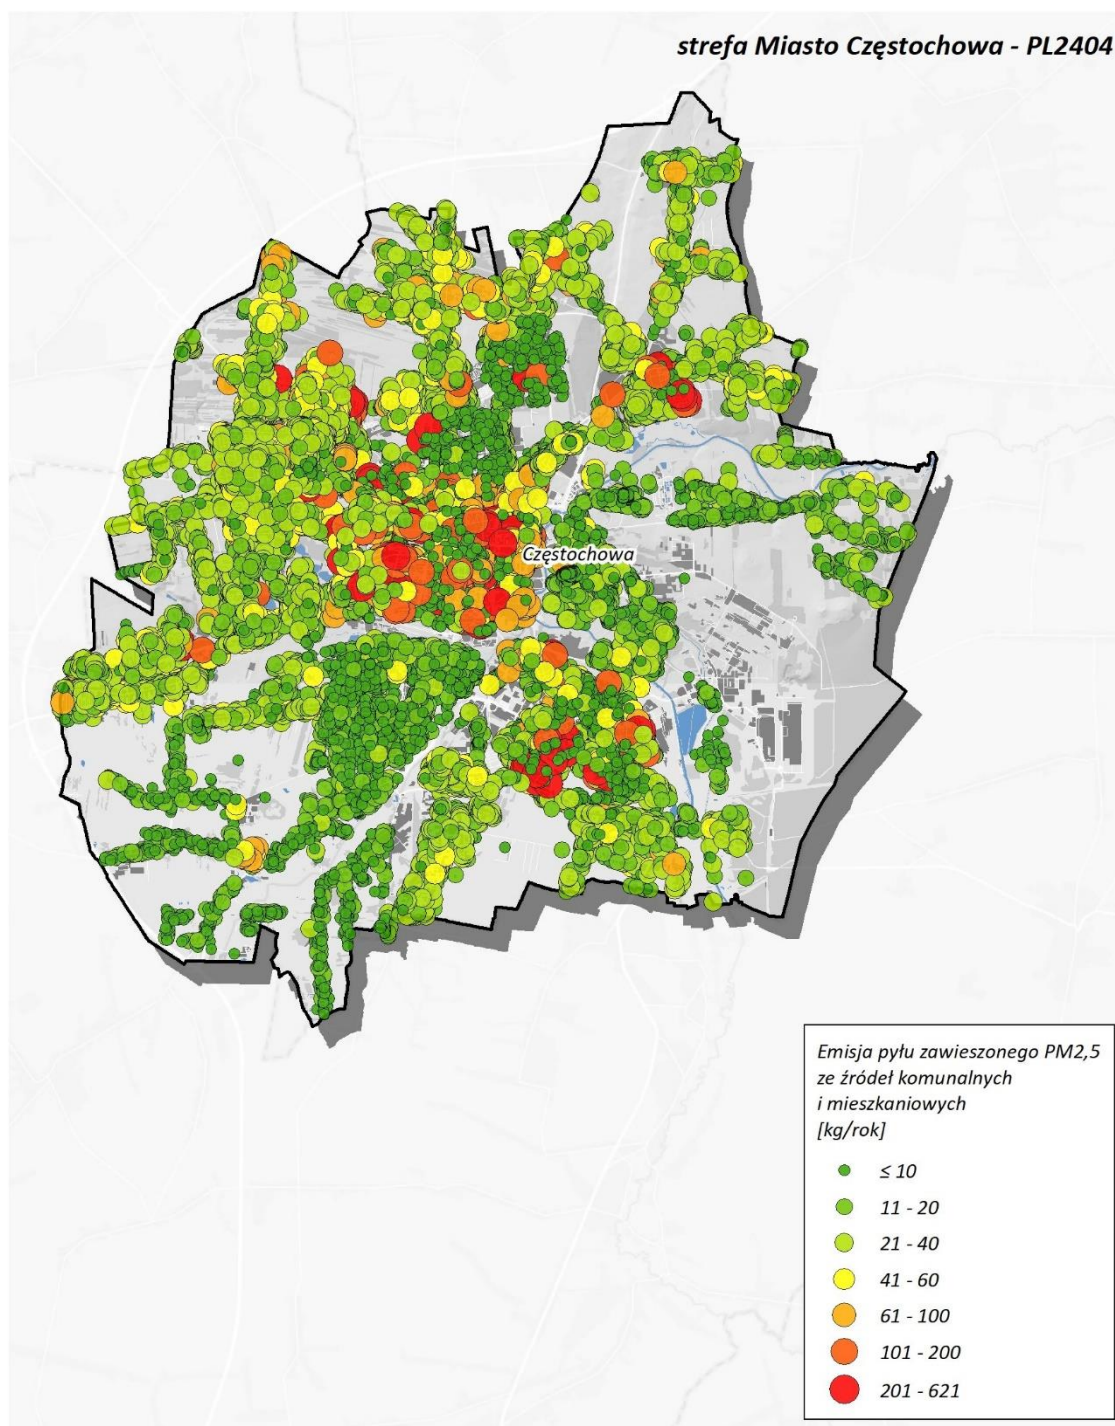 strefa Miasto Częstochowa - PL2404
Częstochowa
Emisja pyłu zawieszonego PM2,5
ze źródeł komunalnych
i mieszkaniowych
[kg/rok]
≤ 10
11 - 20
21 - 40
41 - 60
61 - 100
101 - 200
201 - 621